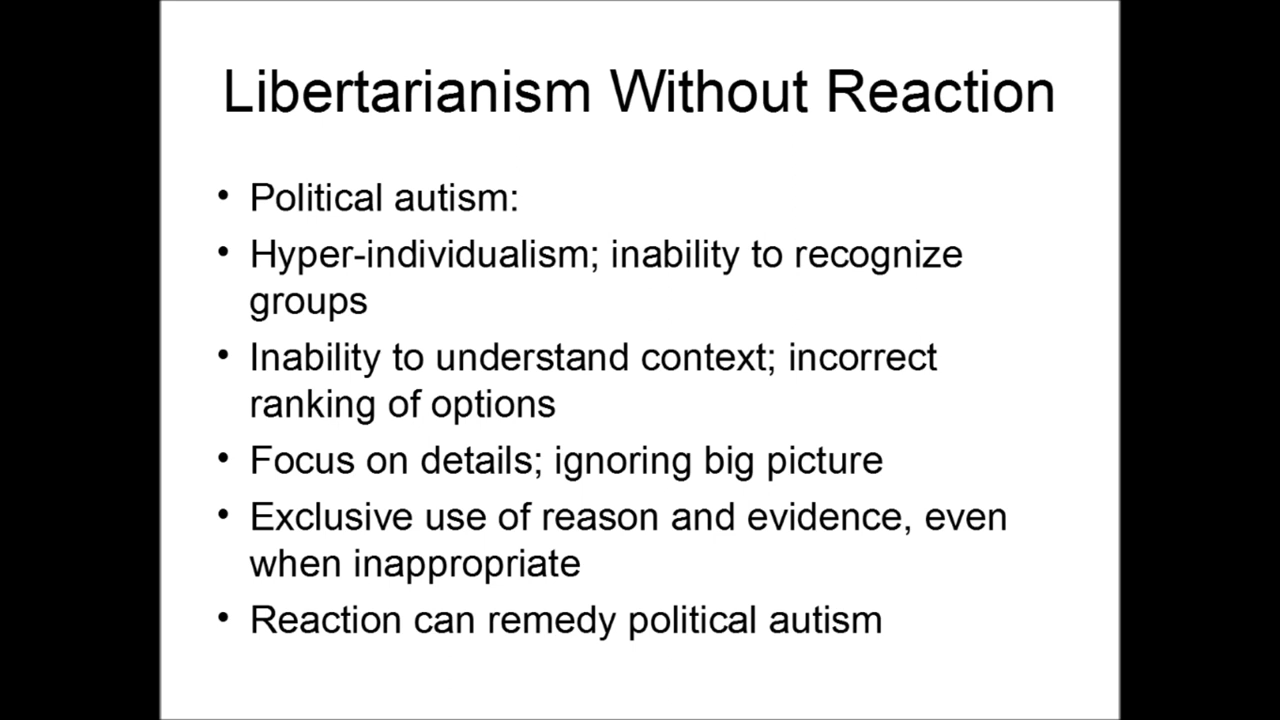 Libertarianism Without Reaction
• Political autism:
• Hyper-individualism; inability to recognize
groups
• Inability to understand context; incorrect
ranking of options
• Focus on details; ignoring big picture
• Exclusive use of reason and evidence, even
when inappropriate
• Reaction can remedy political autism